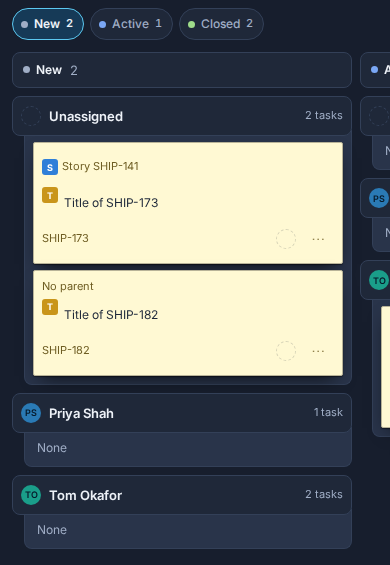 New 2 Active 1 Closed 2
New 2
Unassigned 2 tasks
S Story SHIP-141
T Title of SHIP-173
SHIP-173 ...
No parent
T Title of SHIP-182
SHIP-182 ...
PS Priya Shah 1 task
None
TO Tom Okafor 2 tasks
None
A
N
PS
N
TO